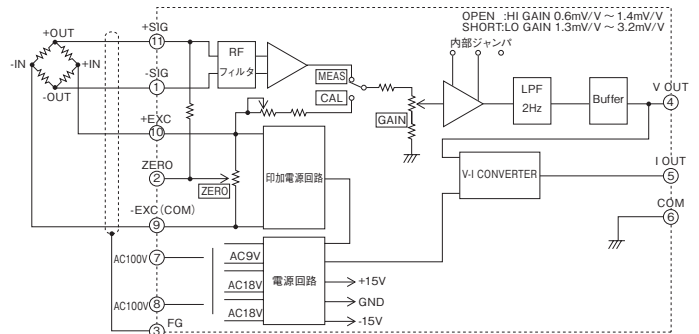 OPEN :HI GAIN 0.6mV/V ～ 1.4mV/V
SHORT:LO GAIN 1.3mV/V ～ 3.2mV/V
内部ジャンパ
+SIG
11
+OUT
-IN
+IN
-OUT
-SIG
1
RF
フィルタ
MEAS
CAL
GAIN
LPF
2Hz
Buffer
V OUT
4
+EXC
10
ZERO
2
ZERO
印加電源回路
V-I CONVERTER
I OUT
5
COM
6
-EXC(COM)
9
AC100V
7
AC9V
AC18V
AC18V
電源回路
+15V
GND
-15V
AC100V
8
FG
3